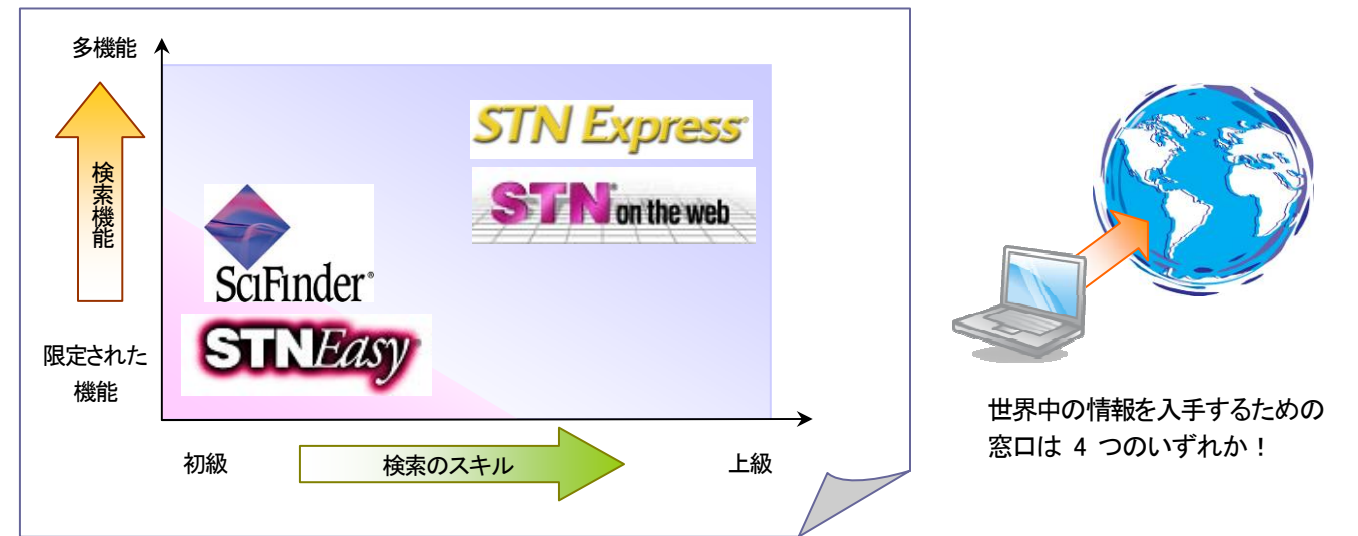 多機能
検索機能
限定された
機能
STN Express®
STN® on the web
SciFinder®
STNEasy®
初級
検索のスキル
上級
世界中の情報を入手するための
窓口は 4 つのいずれか！